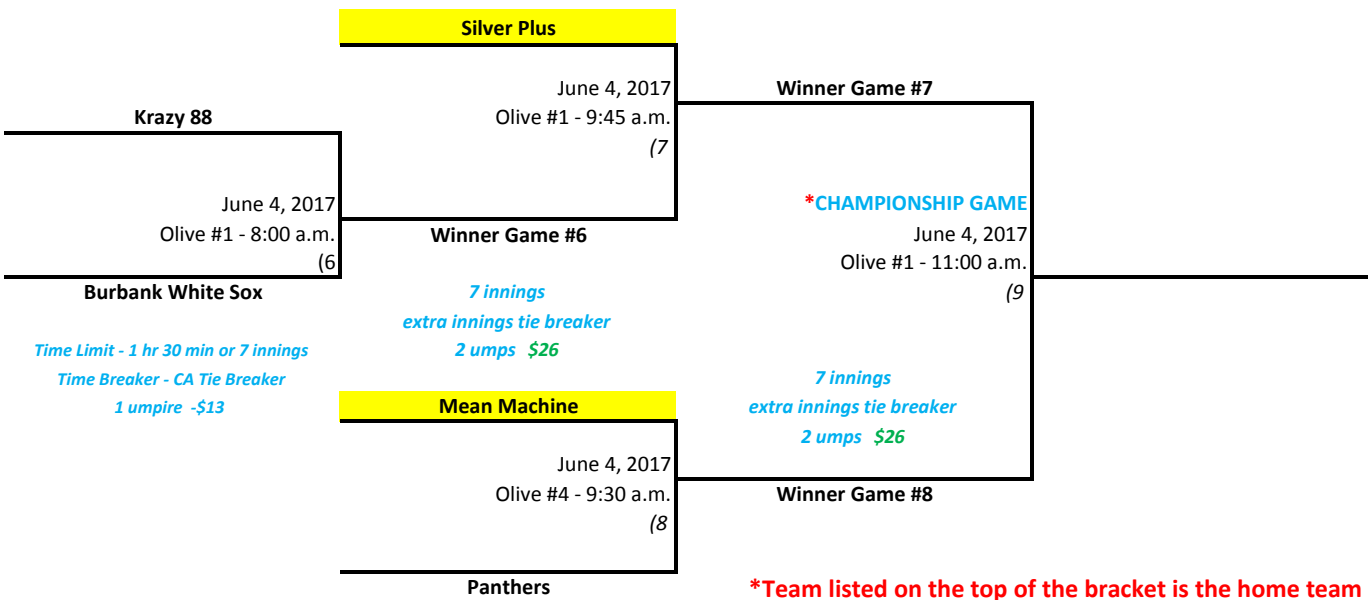 Silver Plus
June 4, 2017
Olive #1 - 9:45 a.m.
(7
Winner Game #7
Krazy 88
June 4, 2017
Olive #1 - 8:00 a.m.
(6
Winner Game #6
*CHAMPIONSHIP GAME
June 4, 2017
Olive #1 - 11:00 a.m.
(9
Burbank White Sox
7 innings
extra innings tie breaker
2 umps $26
Time Limit - 1 hr 30 min or 7 innings
Time Breaker - CA Tie Breaker
1 umpire -$13
7 innings
extra innings tie breaker
2 umps $26
Mean Machine
June 4, 2017
Olive #4 - 9:30 a.m.
(8
Winner Game #8
Panthers
*Team listed on the top of the bracket is the home team